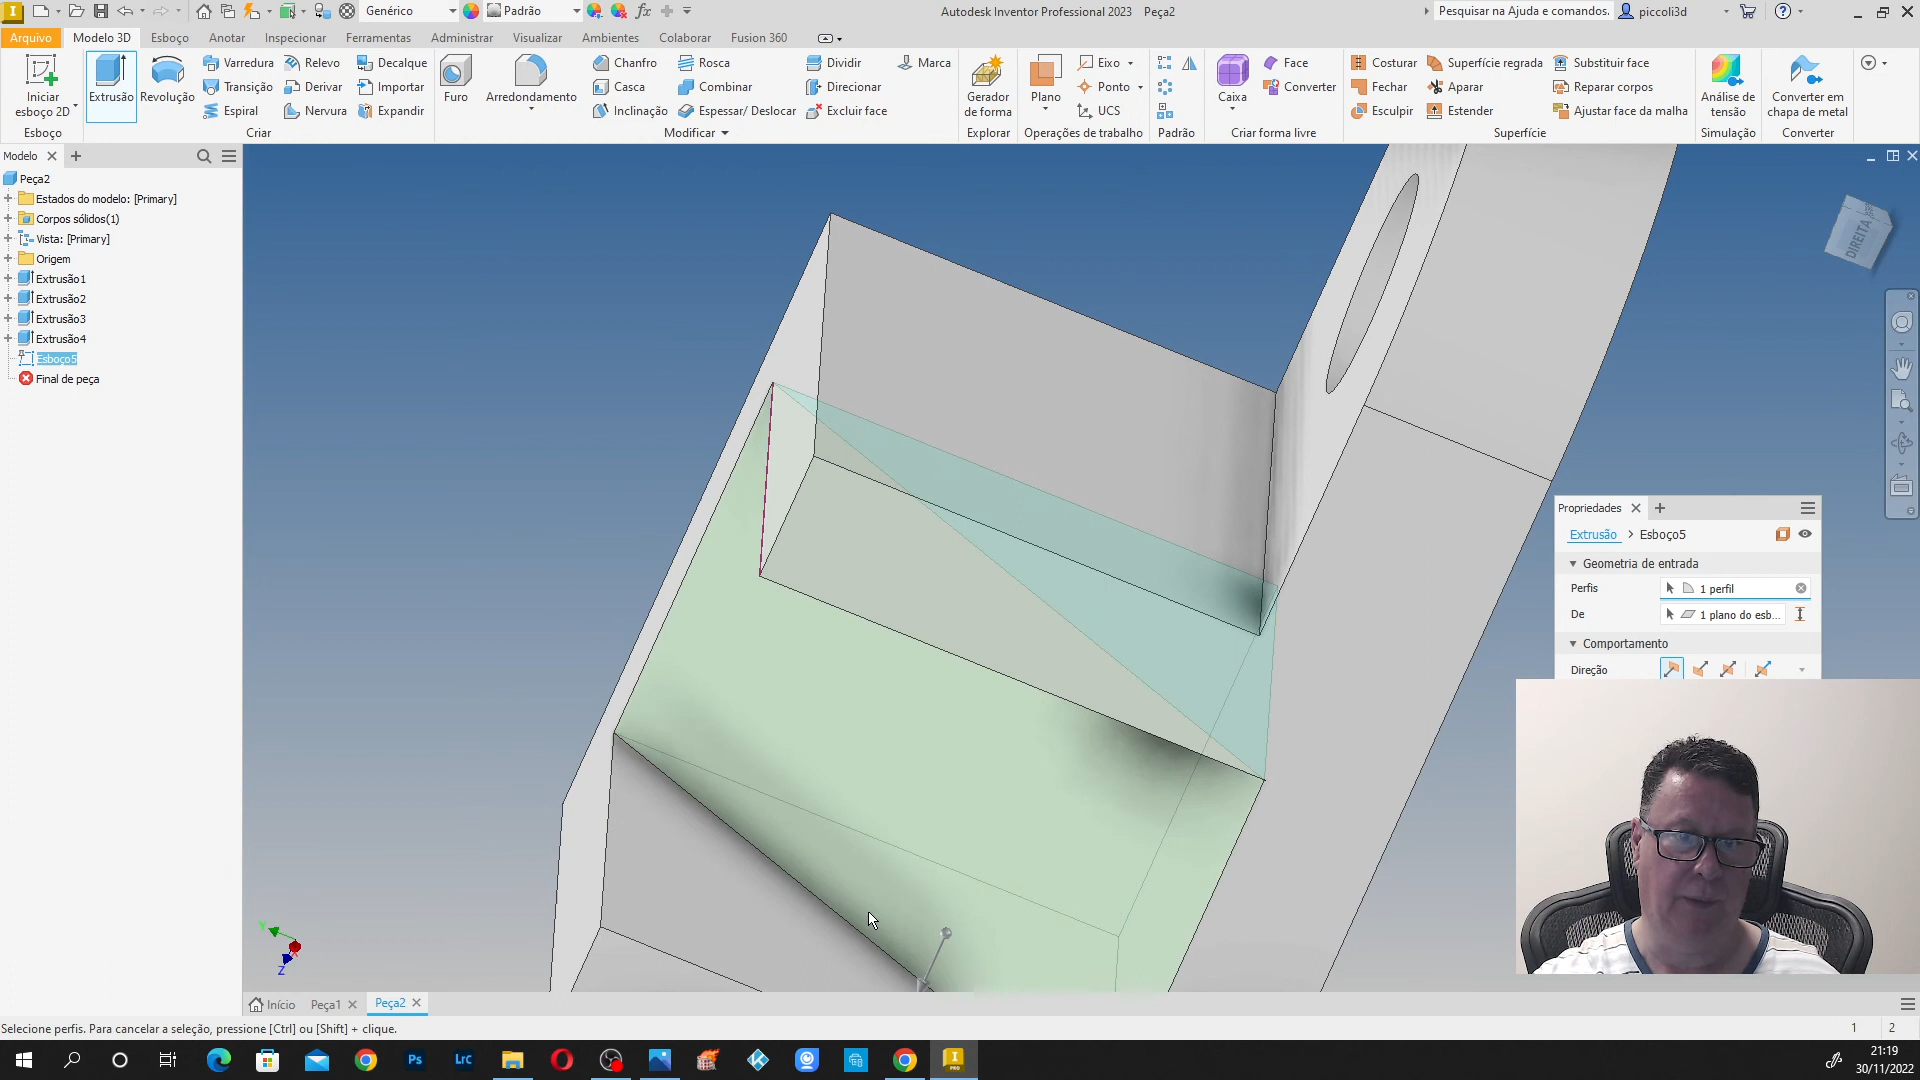 Genérico
Padrão
Autodesk Inventor Professional 2023 Peça2
Pesquisar na Ajuda e comandos.
piccoli3d
Arquivo
Modelo 3D
Esboço
Anotar
Inspecionar
Ferramentas
Administrar
Visualizar
Ambientes
Colaborar
Fusion 360
Iniciar esboço 2D
Extrusão
Revolução
Varredura
Transição
Espiral
Relevo
Derivar
Nervura
Decalque
Importar
Expandir
Furo
Arredondamento
Chanfro
Casca
Inclinação
Rosca
Combinar
Espessar/ Deslocar
Dividir
Direcionar
Excluir face
Marca
Gerador de forma
Plano
Eixo
Ponto
UCS
Caixa
Face
Converter
Costurar
Fechar
Esculpir
Superfície regrada
Aparar
Estender
Substituir face
Reparar corpos
Ajustar face da malha
Análise de tensão
Converter em chapa de metal
Esboço
Criar
Modificar
Explorar
Operações de trabalho
Padrão
Criar forma livre
Superfície
Simulação
Converter
Modelo
Peça2
Estados do modelo: [Primary]
Corpos sólidos(1)
Vista: [Primary]
Origem
Extrusão1
Extrusão2
Extrusão3
Extrusão4
Esboço5
Final de peça
DIREITA
Propriedades
Extrusão > Esboço5
Geometria de entrada
Perfis
1 perfil
De
1 plano do esb...
Comportamento
Direção
Y
Z
Início
Peça1
Peça2
Selecione perfis. Para cancelar a seleção, pressione [Ctrl] ou [Shift] + clique.
1
2
Ps
Lrc
I
PRO
21:19
30/11/2022